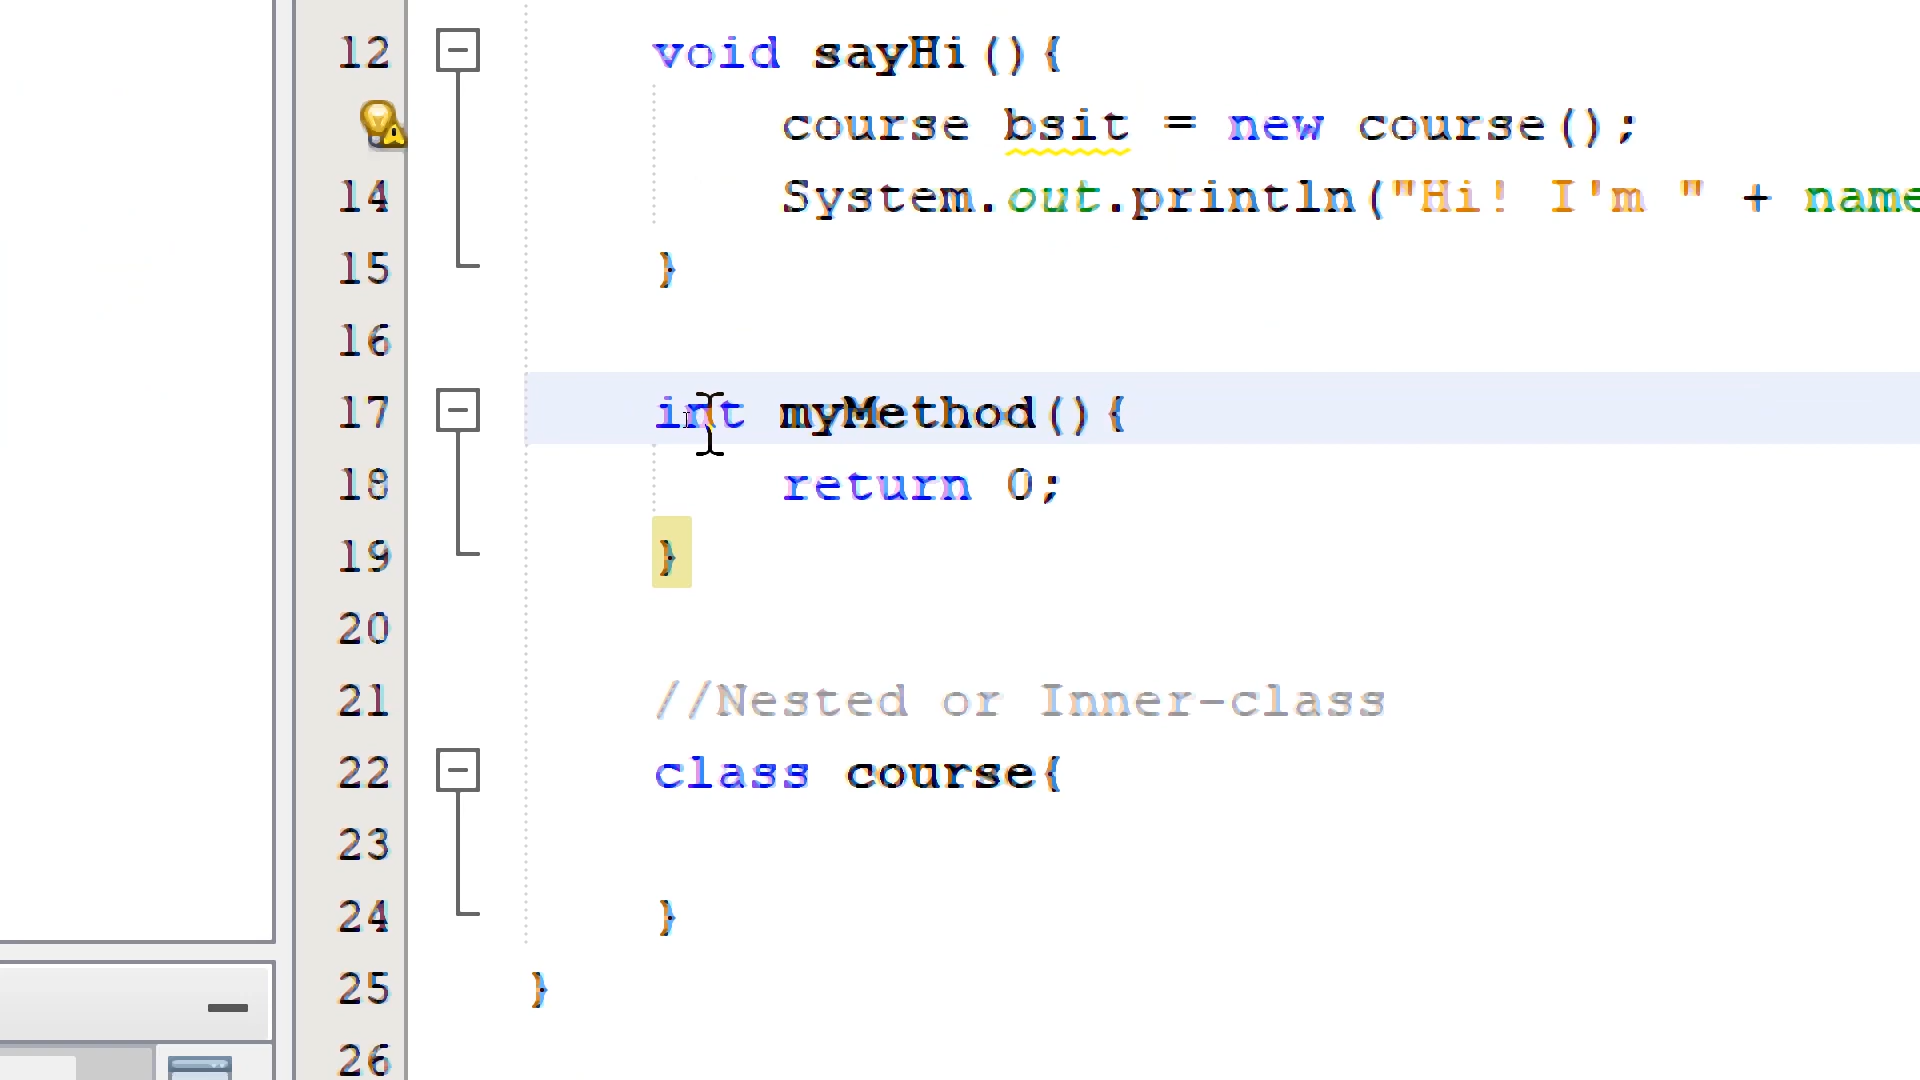 12 void sayHi(){
course bsit = new course();
14 System.out.println("Hi! I'm " + name
15 }
16
17 int myMethod(){
18 return 0;
19 }
20
21 //Nested or Inner-class
22 class course{
23
24 }
25 }
26